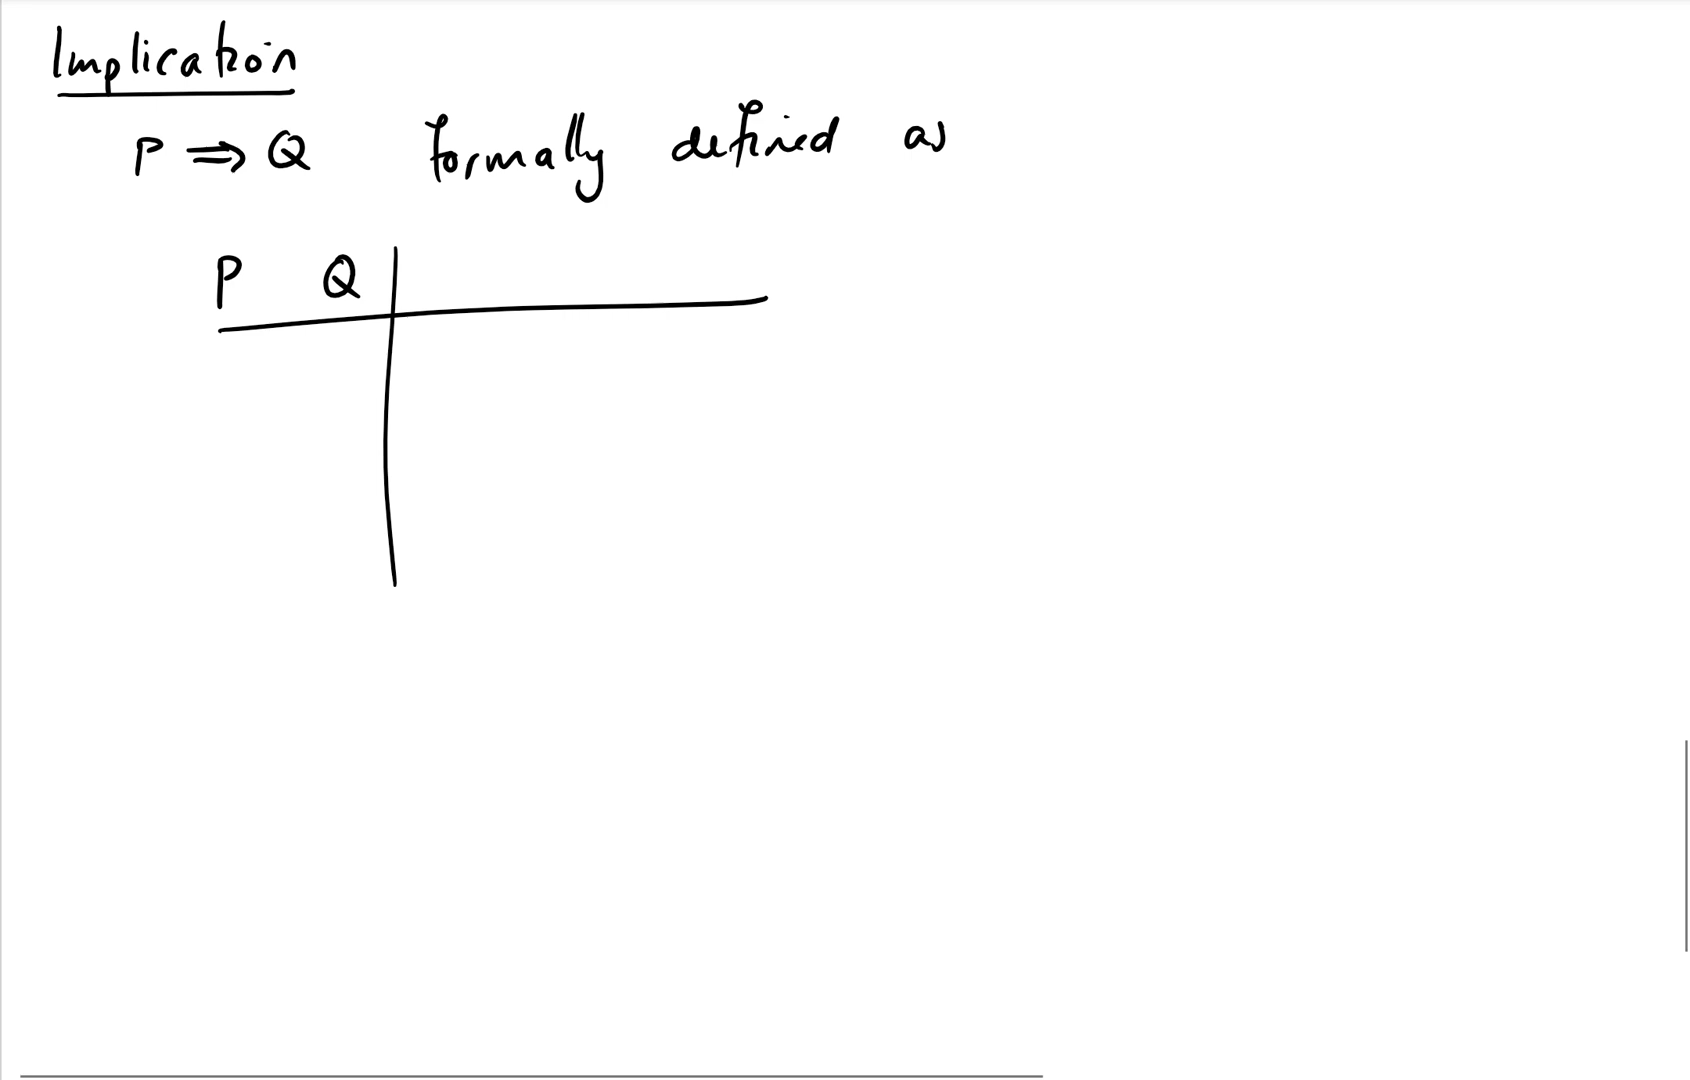 Implication
P ⇒ Q formally defined as
P Q